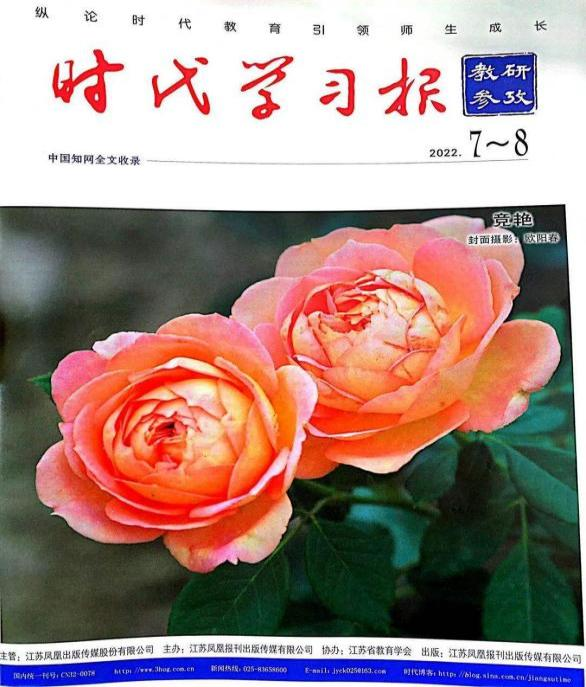 纵论时代 教育引领师生成长
时代学习报
教研
参考
中国知网全文收录
2022. 7～8
竞艳
封面摄影：欧阳春
主管：江苏凤凰出版传媒股份有限公司 主办：江苏凤凰报刊出版传媒有限公司 协办：江苏省教育学会 出版：江苏凤凰报刊出版传媒有限公司
国内统一刊号：CN32-0078 http://www.3hog.com.cn 新闻热线：025-83658600 E-mail：jyck025@163.com 时代博客：http://blog.sina.com.cn/jiangsutime